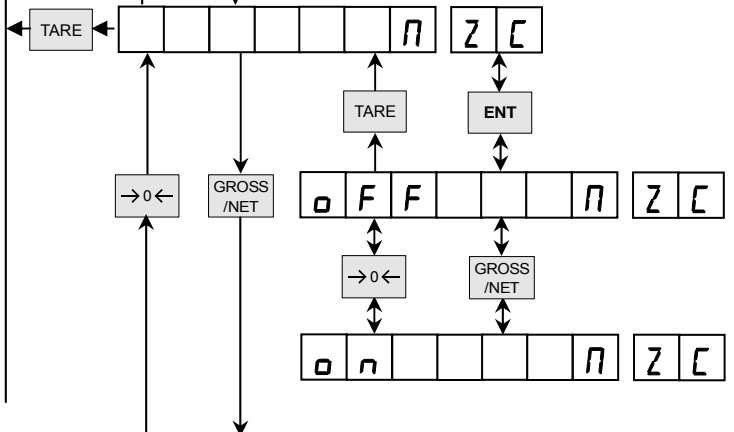 TARE П Z C
TARE ENT
→0← GROSS
/NET o F F П Z C
→0← GROSS
/NET
o n П Z C